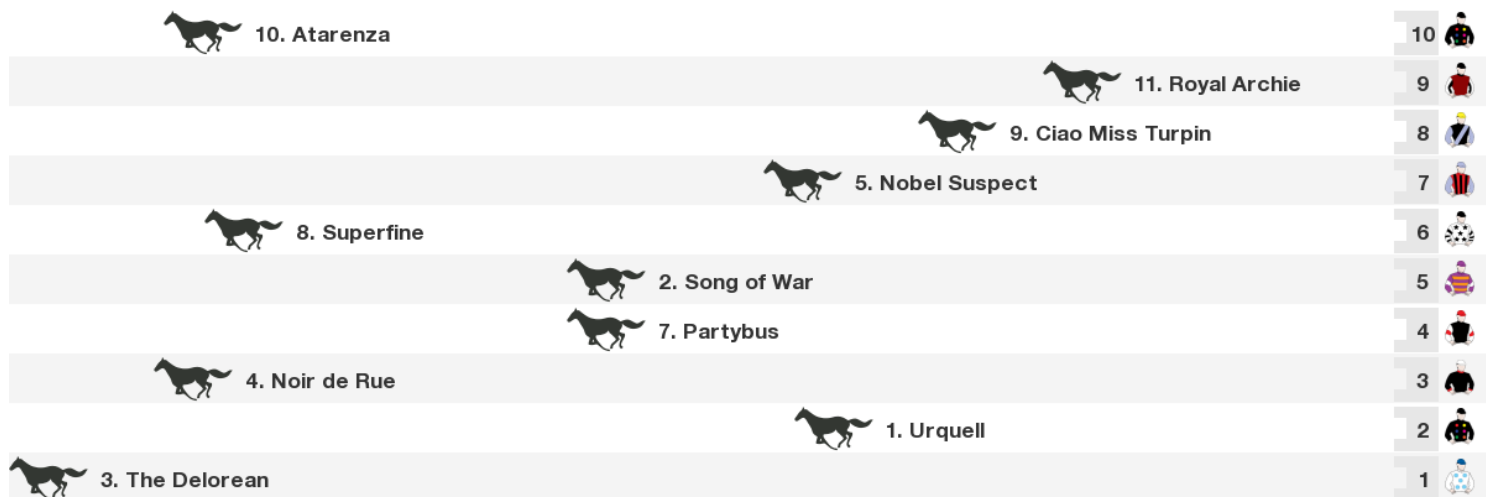 10. Atarenza 10
11. Royal Archie 9
9. Ciao Miss Turpin 8
5. Nobel Suspect 7
8. Superfine 6
2. Song of War 5
7. Partybus 4
4. Noir de Rue 3
1. Urquell 2
3. The Delorean 1